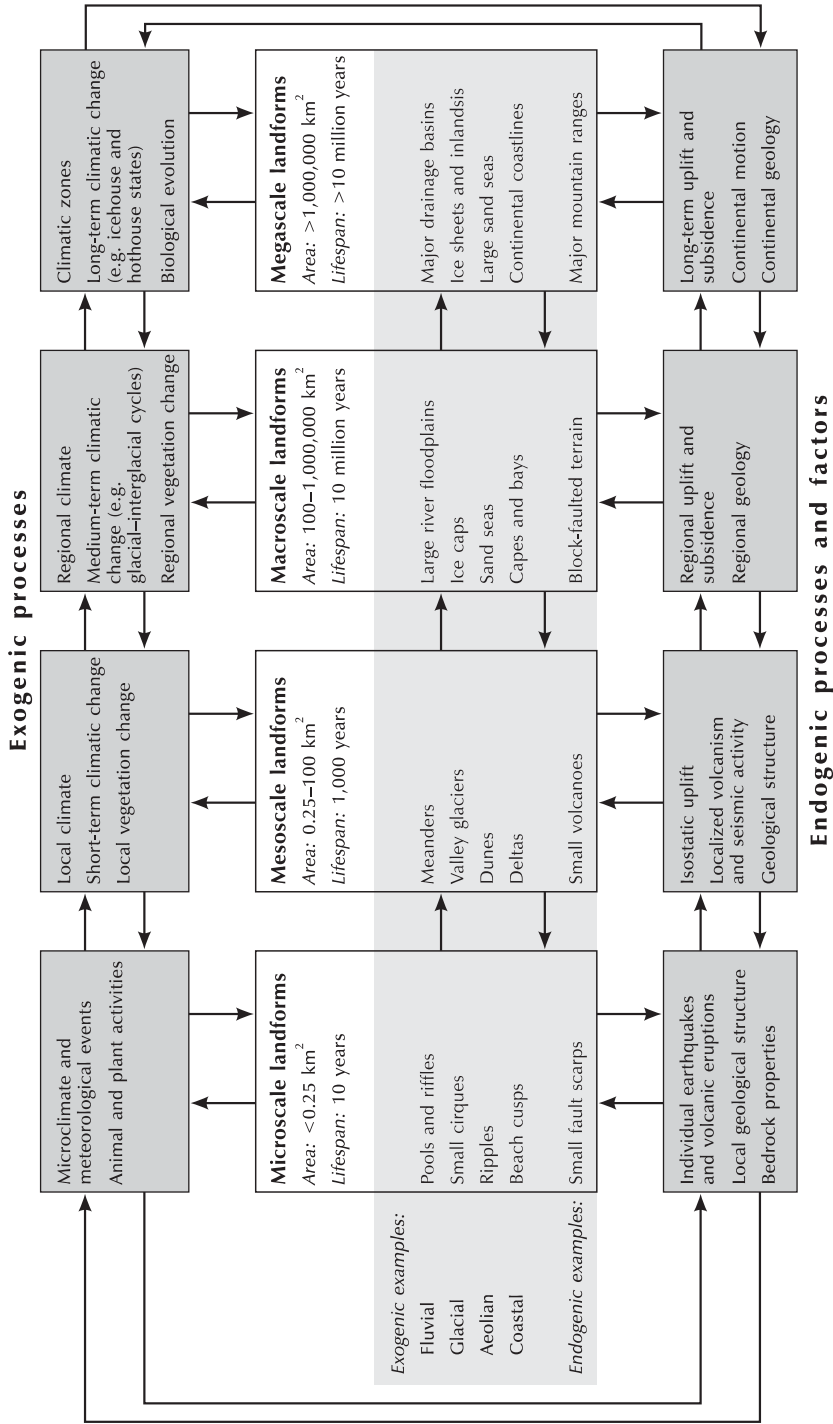 Exogenic processes
Microclimate and
meteorological events
Animal and plant activities
Local climate
Short-term climatic change
Local vegetation change
Regional climate
Medium-term climatic
change (e.g.
glacial–interglacial cycles)
Regional vegetation change
Climatic zones
Long-term climatic change
(e.g. icehouse and
hothouse states)
Biological evolution
Microscale landforms
Area: <0.25 km²
Lifespan: 10 years
Mesoscale landforms
Area: 0.25–100 km²
Lifespan: 1,000 years
Macroscale landforms
Area: 100–1,000,000 km²
Lifespan: 10 million years
Megascale landforms
Area: >1,000,000 km²
Lifespan: >10 million years
Exogenic examples:
Fluvial
Glacial
Aeolian
Coastal
Endogenic examples:
Pools and riffles
Small cirques
Ripples
Beach cusps
Small fault scarps
Meanders
Valley glaciers
Dunes
Deltas
Small volcanoes
Large river floodplains
Ice caps
Sand seas
Capes and bays
Block-faulted terrain
Major drainage basins
Ice sheets and inlandsis
Large sand seas
Continental coastlines
Major mountain ranges
Individual earthquakes
and volcanic eruptions
Local geological structure
Bedrock properties
Isostatic uplift
Localized volcanism
and seismic activity
Geological structure
Regional uplift and
subsidence
Regional geology
Long-term uplift and
subsidence
Continental motion
Continental geology
Endogenic processes and factors